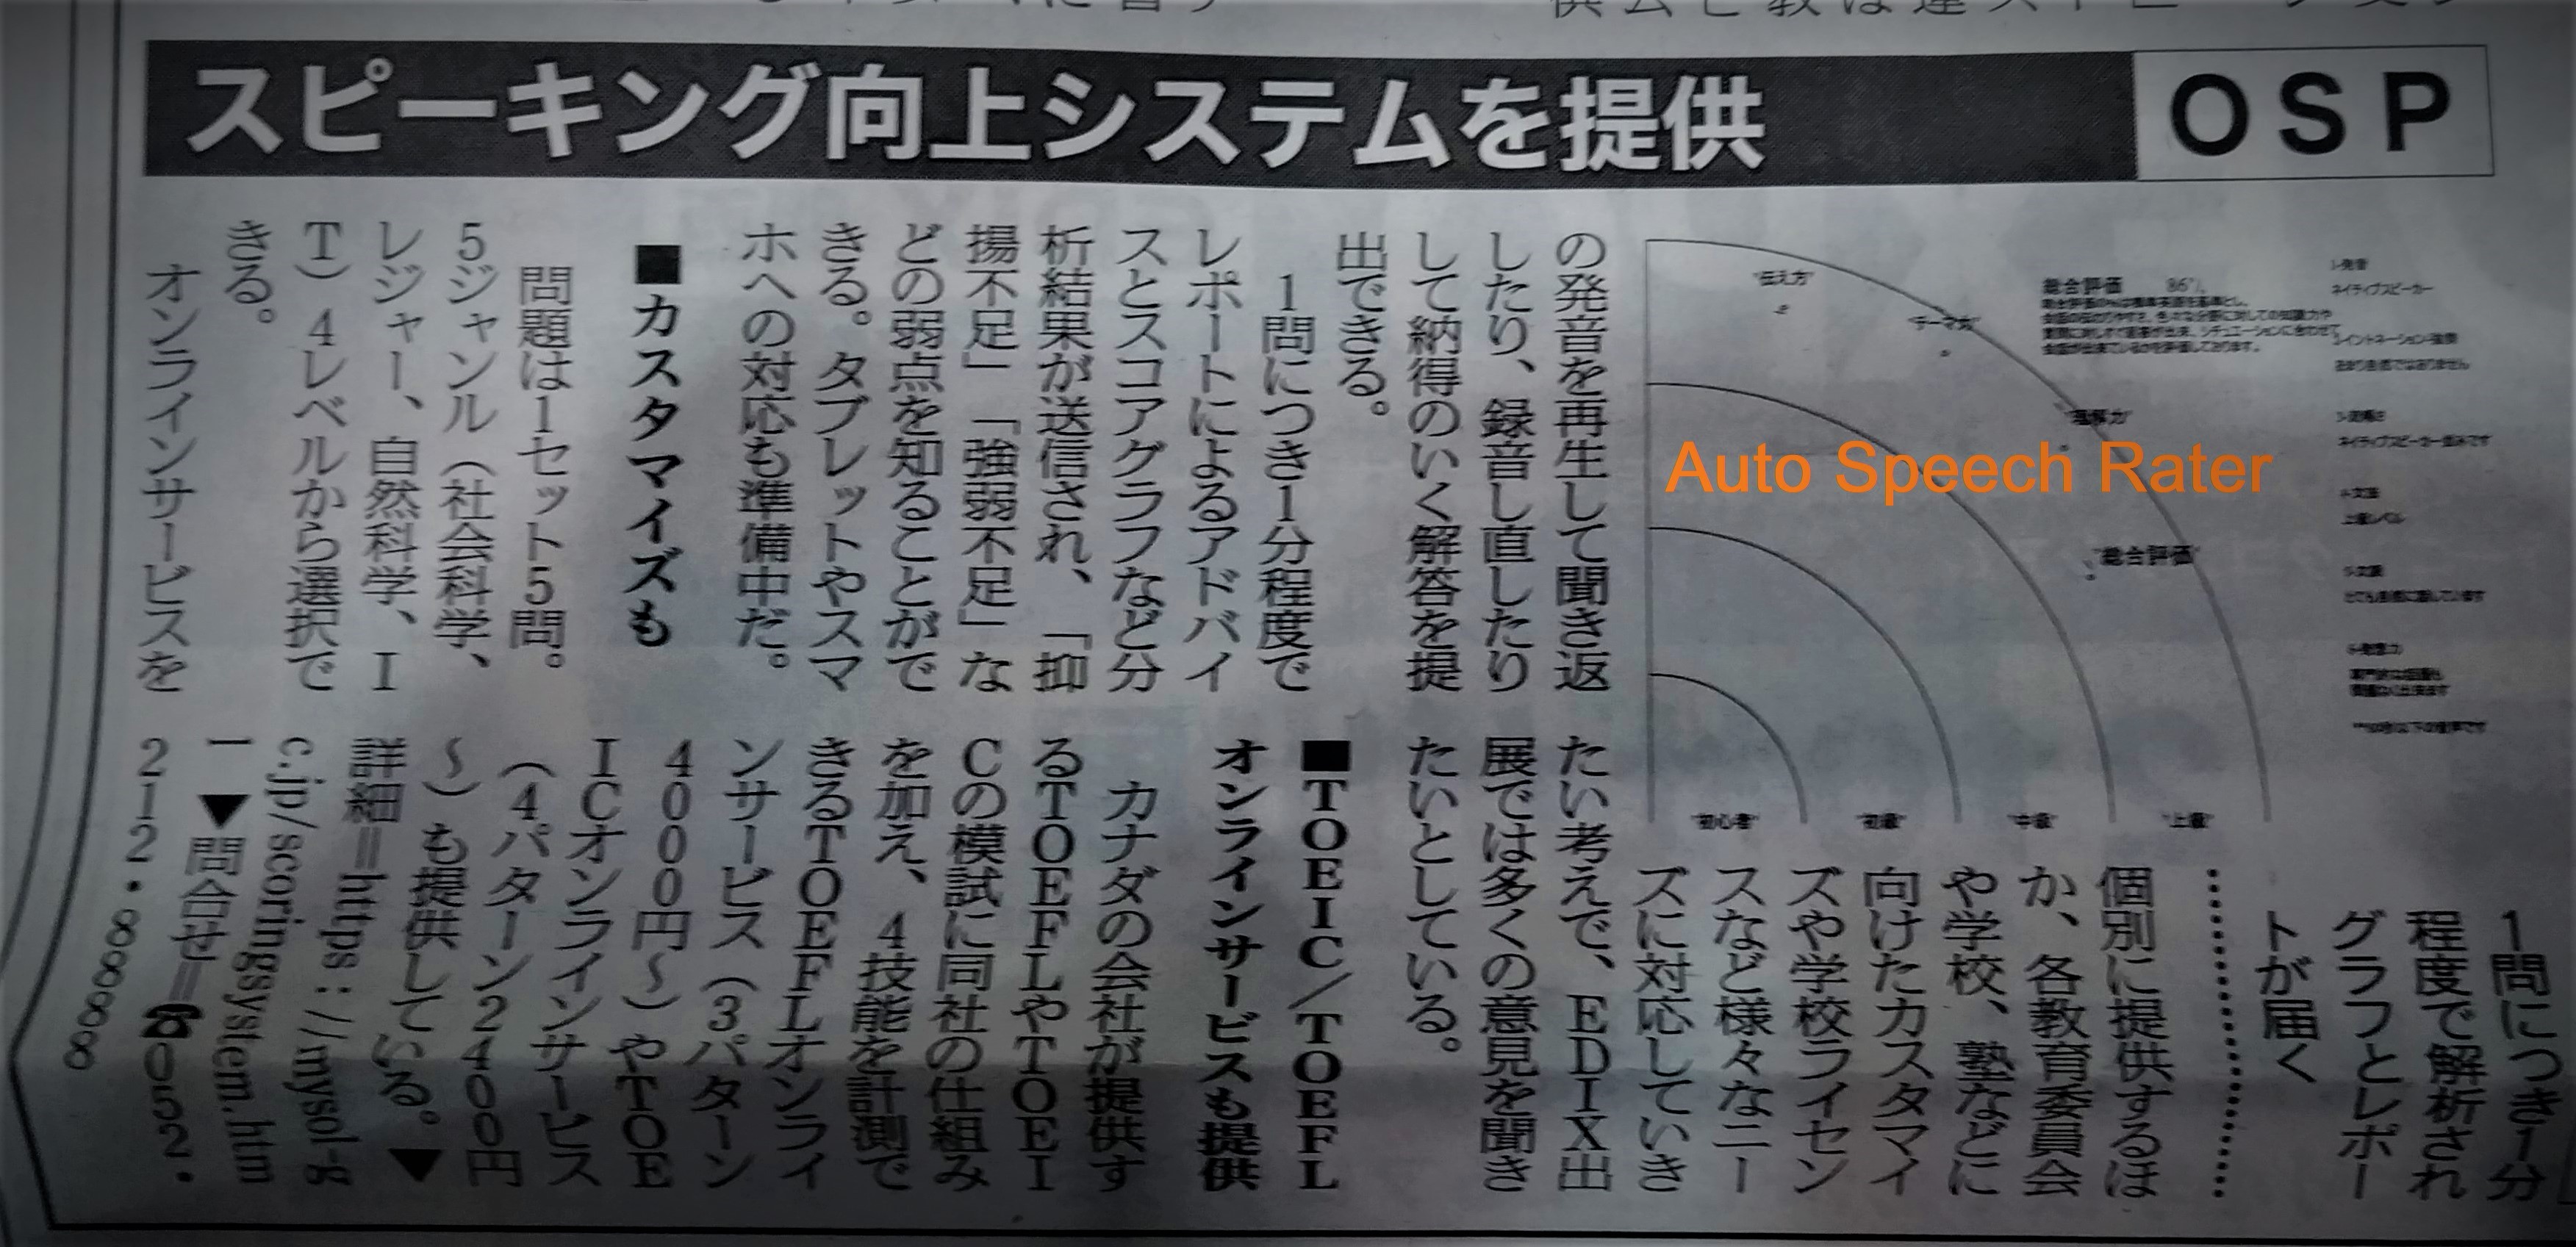 スピーキング向上システムを提供
OSP
Auto Speech Rater
総合評価 86
1-発音
ネイティブスピーカー
"伝え方"
"テーマ力"
"理解力"
"総合評価"
"初心者"
"初級"
"中級"
"上級"
1問につき1分
程度で解析され
グラフとレポー
トが届く
の発音を再生して聞き返
したり、録音し直したり
して納得のいく解答を提
出できる。
1問につき1分程度で
レポートによるアドバイ
スとスコアグラフなど分
析結果が送信され、「抑
揚不足」「強弱不足」な
どの弱点を知ることがで
きる。タブレットやスマ
ホへの対応も準備中だ。
■カスタマイズも
問題は1セット5問。
5ジャンル(社会科学、
レジャー、自然科学、I
T)4レベルから選択で
きる。
オンラインサービスを
個別に提供するほ
か、各教育委員会
や学校、塾などに
向けたカスタマイ
ズや学校ライセン
スなど様々なニー
ズに対応していき
たい考えで、EDIX出
展では多くの意見を聞き
たいとしている。
■TOEIC/TOEFL
オンラインサービスも提供
カナダの会社が提供す
るTOEFLやTOEI
Cの模試に同社の仕組み
を加え、4技能を計測で
きるTOEFLオンライ
ンサービス(3パターン
4000円〜)やTOE
ICオンラインサービス
(4パターン2400円
〜)も提供している。▼
詳細=https://mysol-g
c.jp/scoringsystem.htm
l▼問合せ=☎052・
212・8888